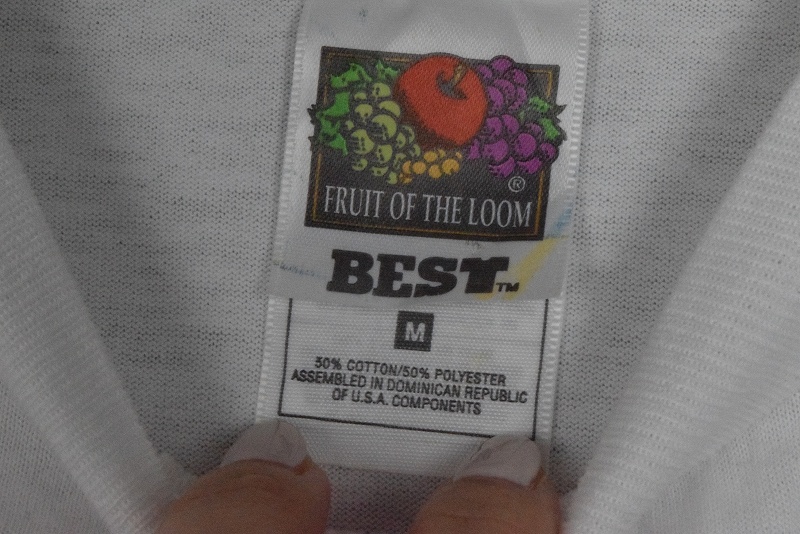 ®
FRUIT OF THE LOOM
BEST™
M
50% COTTON/50% POLYESTER
ASSEMBLED IN DOMINICAN REPUBLIC
OF U.S.A. COMPONENTS